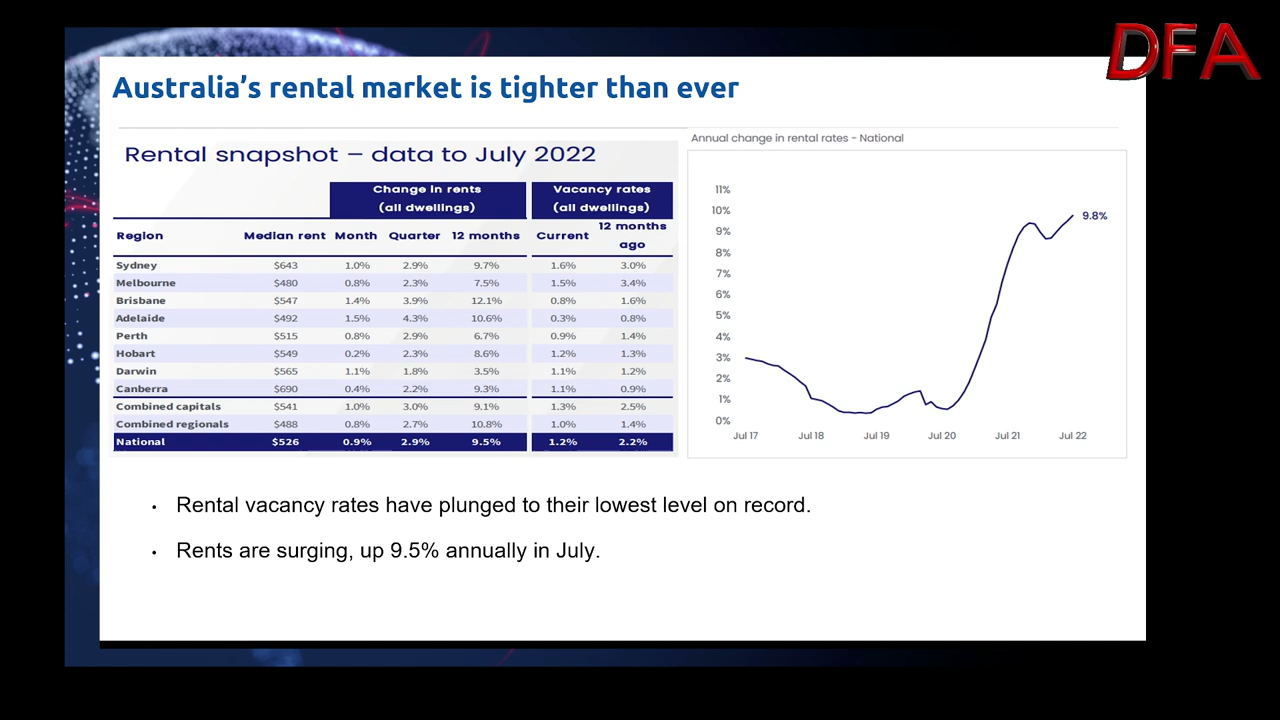 DFA
Australia's rental market is tighter than ever
Rental snapshot – data to July 2022
Change in rents Vacancy rates
(all dwellings) (all dwellings)
Region Median rent Month Quarter 12 months Current 12 months ago
Sydney $643 1.0% 2.9% 9.7% 1.6% 3.0%
Melbourne $480 0.8% 2.3% 7.5% 1.5% 3.4%
Brisbane $547 1.4% 3.9% 12.1% 0.8% 1.6%
Adelaide $492 1.5% 4.3% 10.6% 0.3% 0.8%
Perth $515 0.8% 2.9% 6.7% 0.9% 1.4%
Hobart $549 0.2% 2.3% 8.6% 1.2% 1.3%
Darwin $565 1.1% 1.8% 3.5% 1.1% 1.2%
Canberra $690 0.4% 2.2% 9.3% 1.1% 0.9%
Combined capitals $541 1.0% 3.0% 9.1% 1.3% 2.5%
Combined regionals $488 0.8% 2.7% 10.8% 1.0% 1.4%
National $526 0.9% 2.9% 9.5% 1.2% 2.2%
Annual change in rental rates - National
11%
10%
9%
8%
7%
6%
5%
4%
3%
2%
1%
0%
9.8%
Jul 17 Jul 18 Jul 19 Jul 20 Jul 21 Jul 22
• Rental vacancy rates have plunged to their lowest level on record.
• Rents are surging, up 9.5% annually in July.